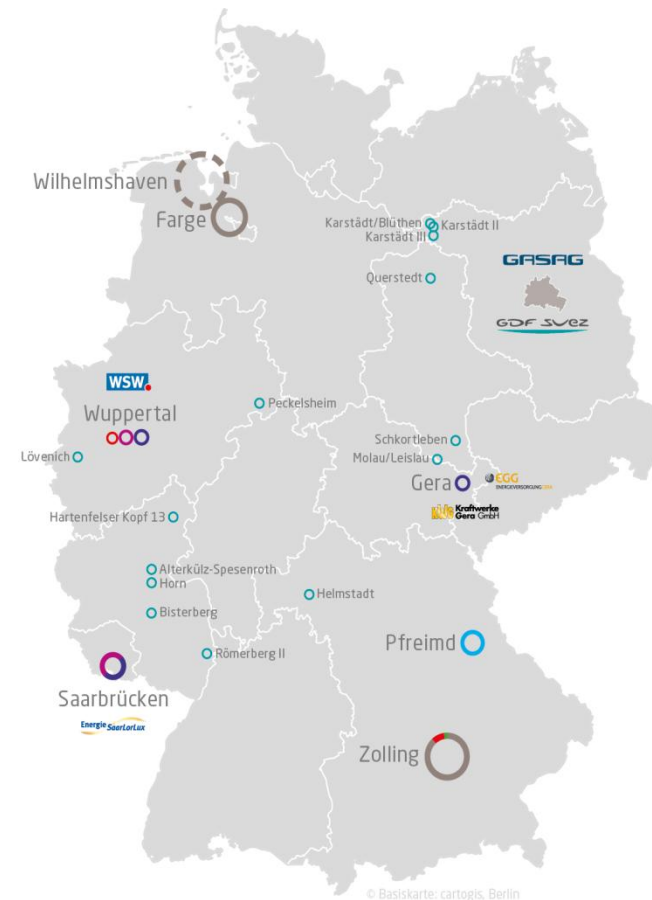 Wilhelmshaven
Farge
Karstädt/Blüthen
Karstädt II
Karstädt III
GASAG
Querstedt
GDF SUEZ
WSW.
Wuppertal
Peckelsheim
Lövenich
Schkortleben
Molau/Leislau
Gera
EGG
ENERGIEVERSORGUNG GERA
Kraftwerke
Gera GmbH
Hartenfelser Kopf 13
Alterkülz-Spesenroth
Horn
Helmstadt
Bisterberg
Pfreimd
Römerberg II
Saarbrücken
Energie SaarLorLux
Zolling
© Basiskarte: cartogis, Berlin